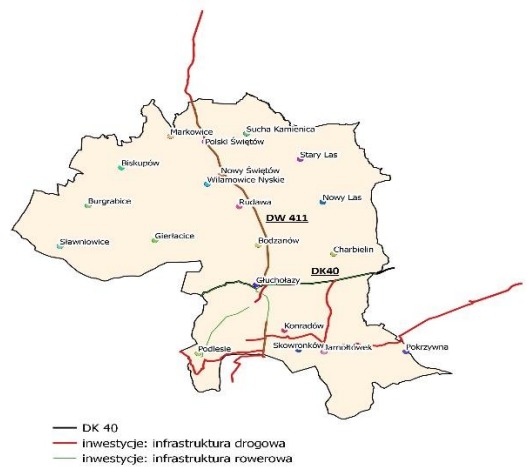 Markowice
Sucha Kamienica
Polski Świętów
Stary Las
Biskupów
Nowy Świętów
Wilamowice Nyskie
Burgrabice
Rudawa
Nowy Las
DW 411
Gierłacice
Sławniowice
Bodzanów
Charbielin
DK40
Głuchołazy
Konradów
Podlesie
Skowronków
Jarnołtówek
Pokrzywna
DK 40
inwestycje: infrastruktura drogowa
inwestycje: infrastruktura rowerowa